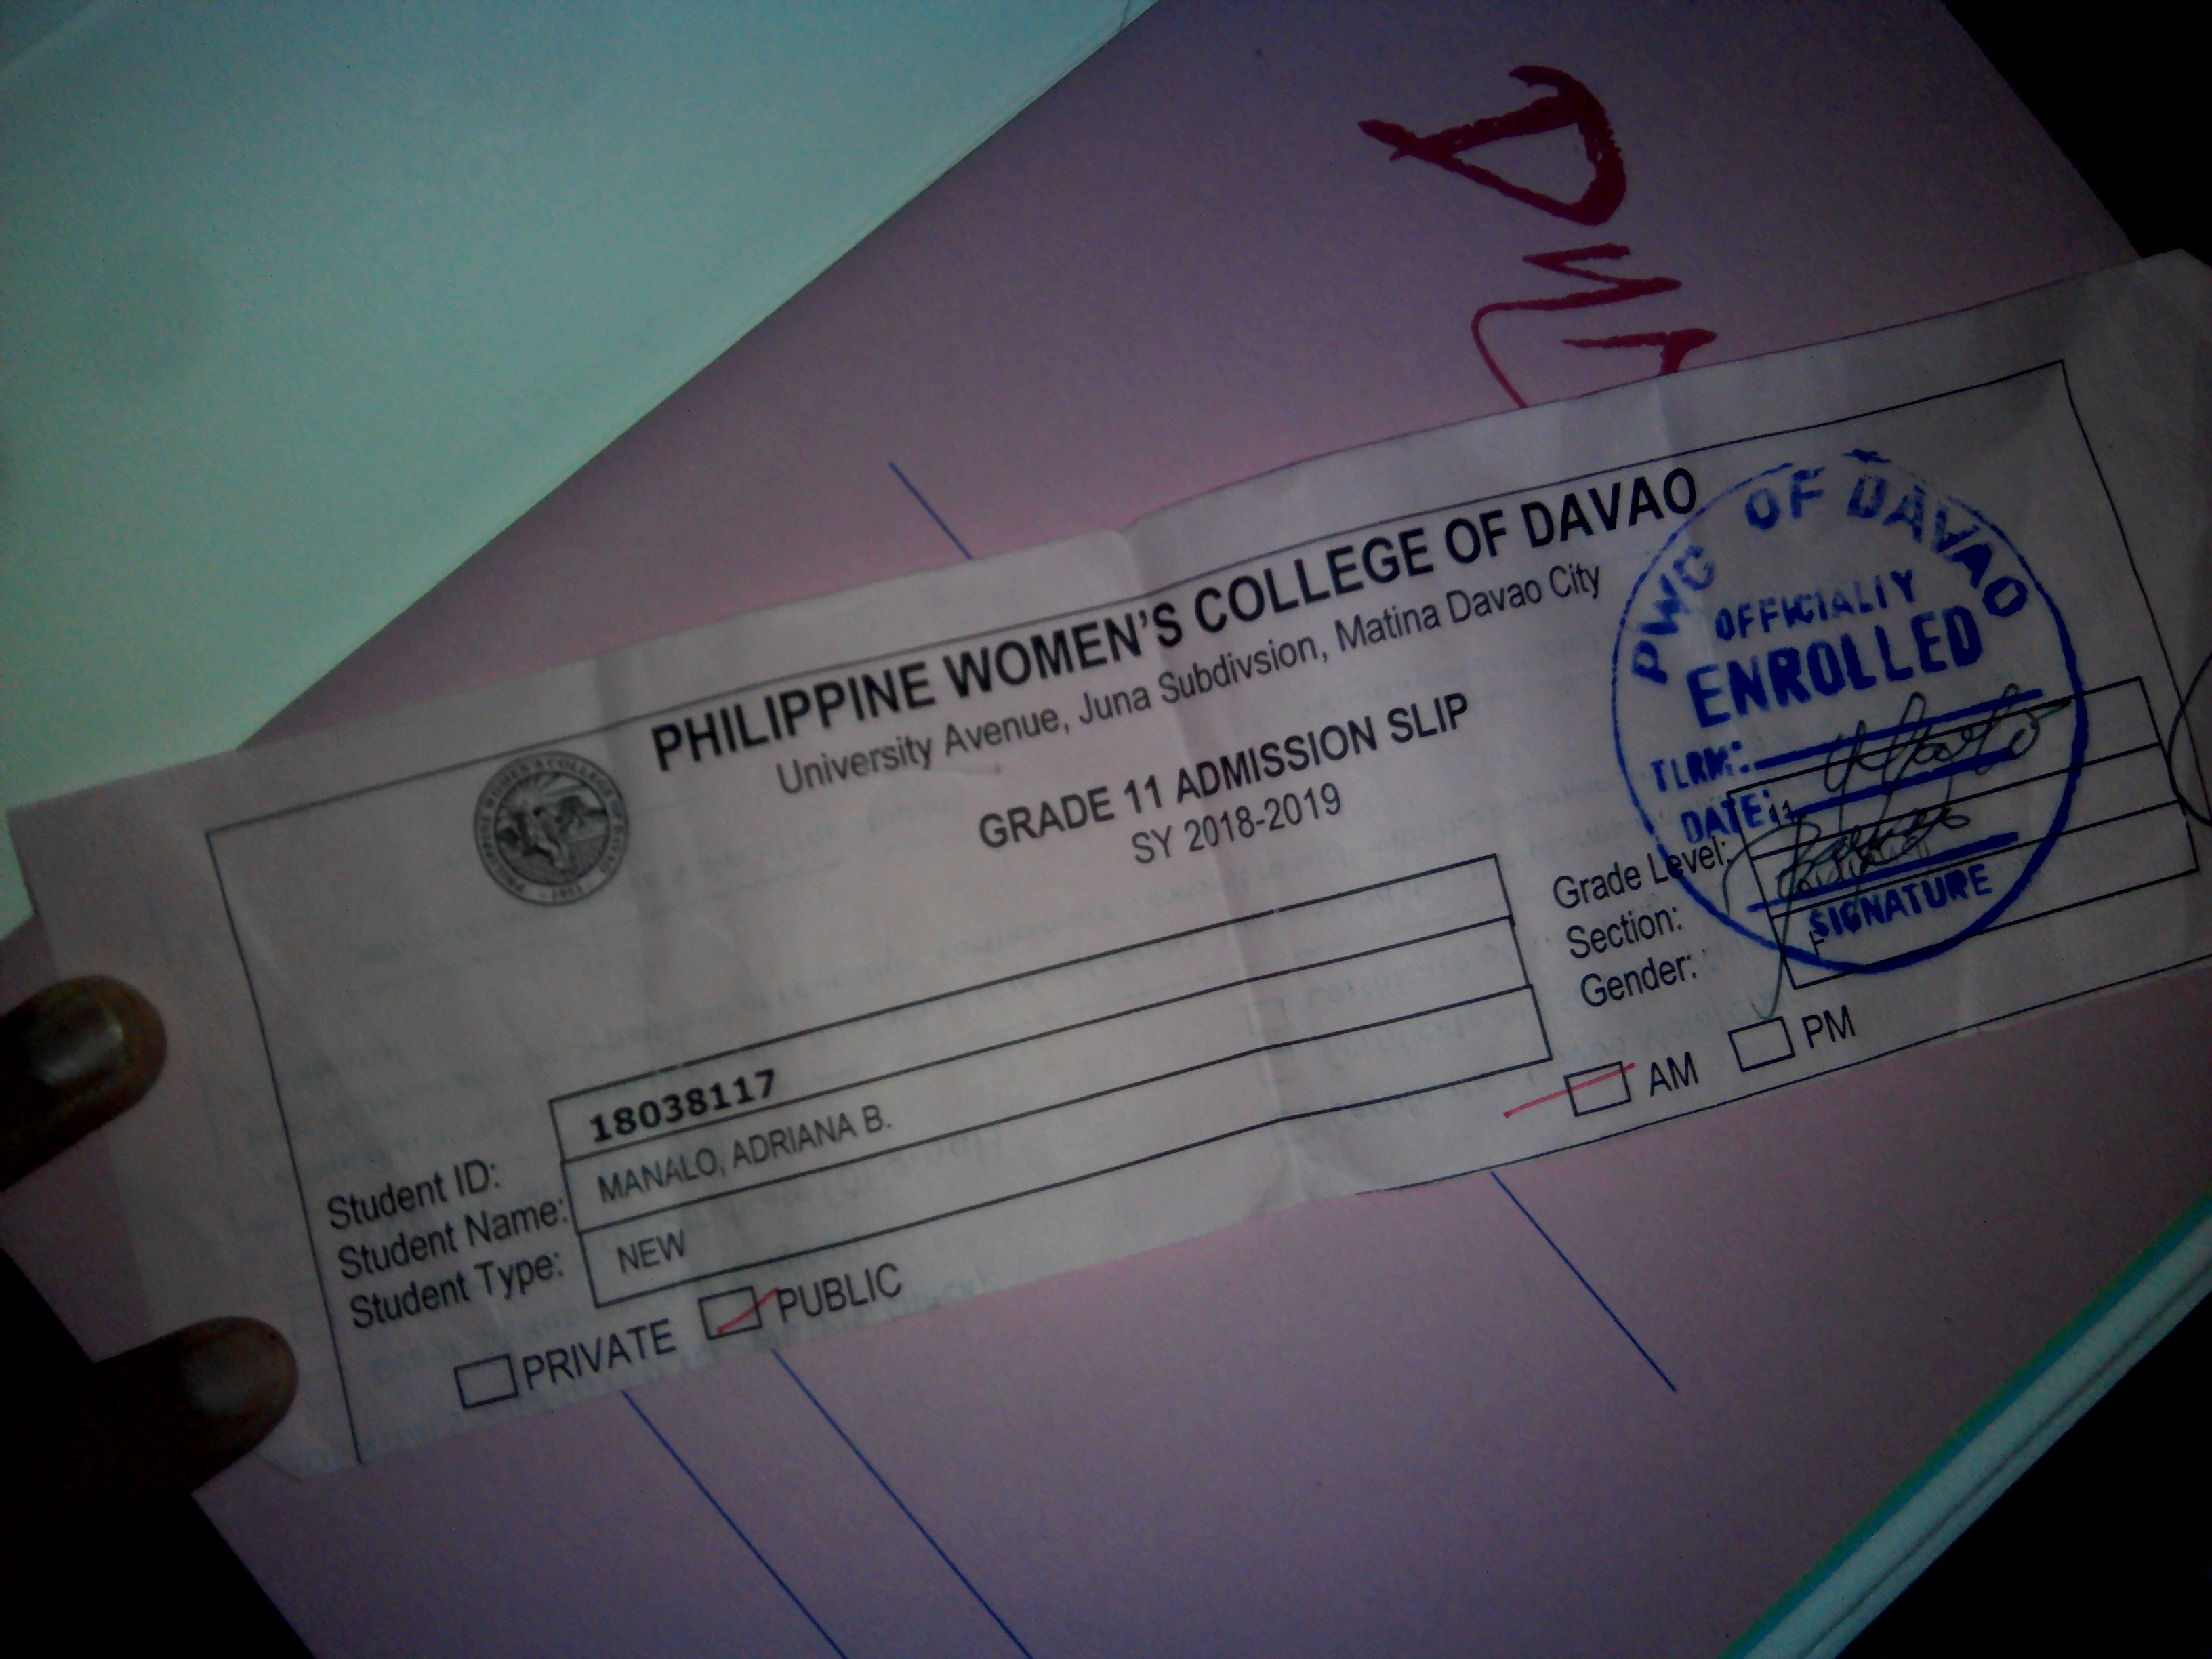 PHILIPPINE WOMEN'S COLLEGE OF DAVAO
University Avenue, Juna Subdivsion, Matina Davao City
GRADE 11 ADMISSION SLIP
SY 2018-2019
PWC OF DAVAO
OFFICIALLY
ENROLLED
TERM:
DATE:
SIGNATURE
Student ID: 18038117
Student Name: MANALO, ADRIANA B.
Student Type: NEW
PRIVATE PUBLIC
Grade Level: 11
Section:
Gender: F
AM PM